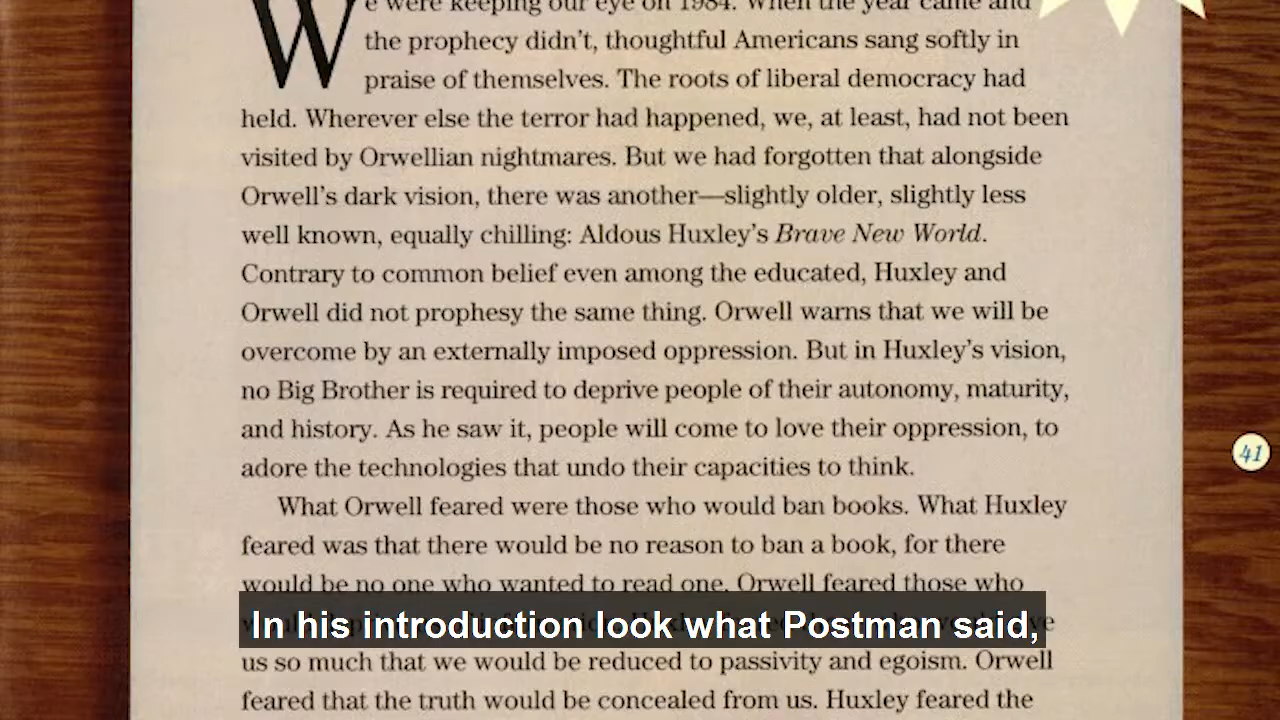 We were keeping our eye on 1984. When the year came and
the prophecy didn't, thoughtful Americans sang softly in
praise of themselves. The roots of liberal democracy had
held. Wherever else the terror had happened, we, at least, had not been
visited by Orwellian nightmares. But we had forgotten that alongside
Orwell's dark vision, there was another—slightly older, slightly less
well known, equally chilling: Aldous Huxley's Brave New World.
Contrary to common belief even among the educated, Huxley and
Orwell did not prophesy the same thing. Orwell warns that we will be
overcome by an externally imposed oppression. But in Huxley's vision,
no Big Brother is required to deprive people of their autonomy, maturity,
and history. As he saw it, people will come to love their oppression, to
adore the technologies that undo their capacities to think.
What Orwell feared were those who would ban books. What Huxley
feared was that there would be no reason to ban a book, for there
would be no one who wanted to read one. Orwell feared those who
In his introduction look what Postman said,
us so much that we would be reduced to passivity and egoism. Orwell
feared that the truth would be concealed from us. Huxley feared the
41